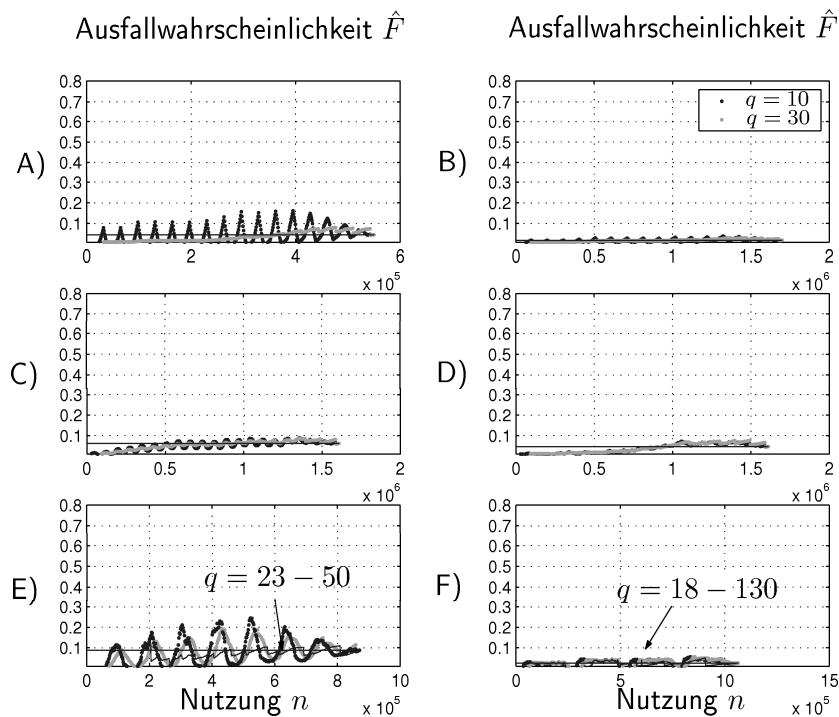 Ausfallwahrscheinlichkeit F̂ Ausfallwahrscheinlichkeit F̂
A)
0.8
0.7
0.6
0.5
0.4
0.3
0.2
0.1
0 2 4 6
x 10^5
B)
0.8
0.7
0.6
0.5
0.4
0.3
0.2
0.1
q = 10
q = 30
0 0.5 1 1.5 2
x 10^6
C)
0.8
0.7
0.6
0.5
0.4
0.3
0.2
0.1
0 0.5 1 1.5 2
x 10^6
D)
0.8
0.7
0.6
0.5
0.4
0.3
0.2
0.1
0 0.5 1 1.5 2
x 10^6
E)
0.8
0.7
0.6
0.5
0.4
0.3
0.2
0.1
q = 23 − 50
0 2 4 6 8 10
Nutzung n x 10^5
F)
0.8
0.7
0.6
0.5
0.4
0.3
0.2
0.1
q = 18 − 130
0 5 10 15
Nutzung n x 10^5